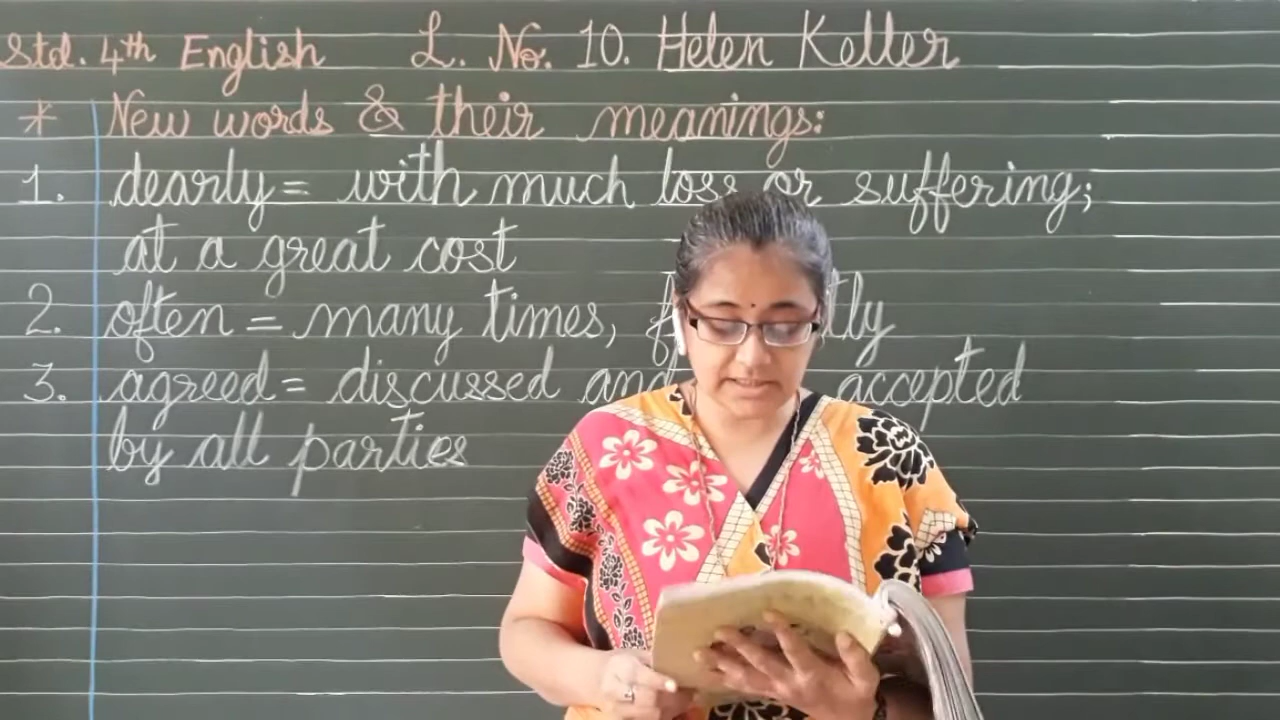 Std. 4th English L. No. 10. Helen Keller
* New words & their meanings:
1. dearly = with much loss or suffering;
at a great cost
2. often = many times,
3. agreed = discussed and accepted
by all parties